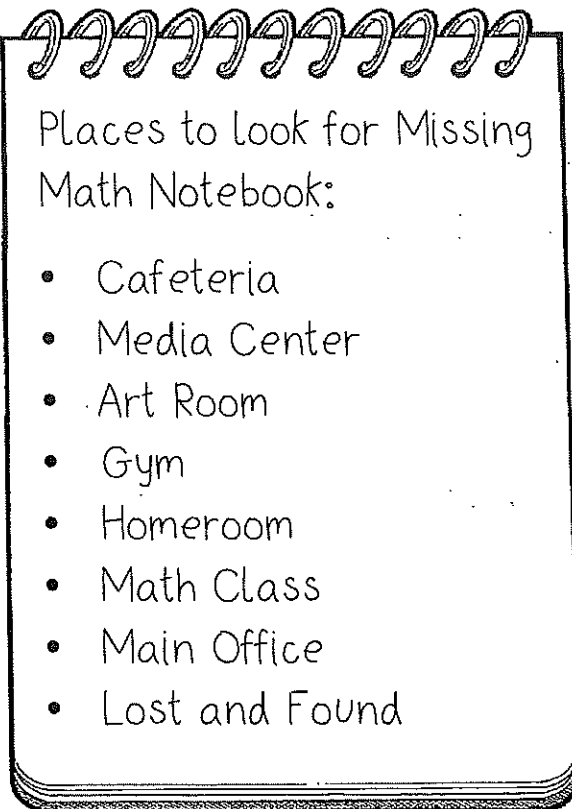 Places to look for Missing
Math Notebook:
• Cafeteria
• Media Center
• Art Room
• Gym
• Homeroom
• Math Class
• Main Office
• Lost and Found